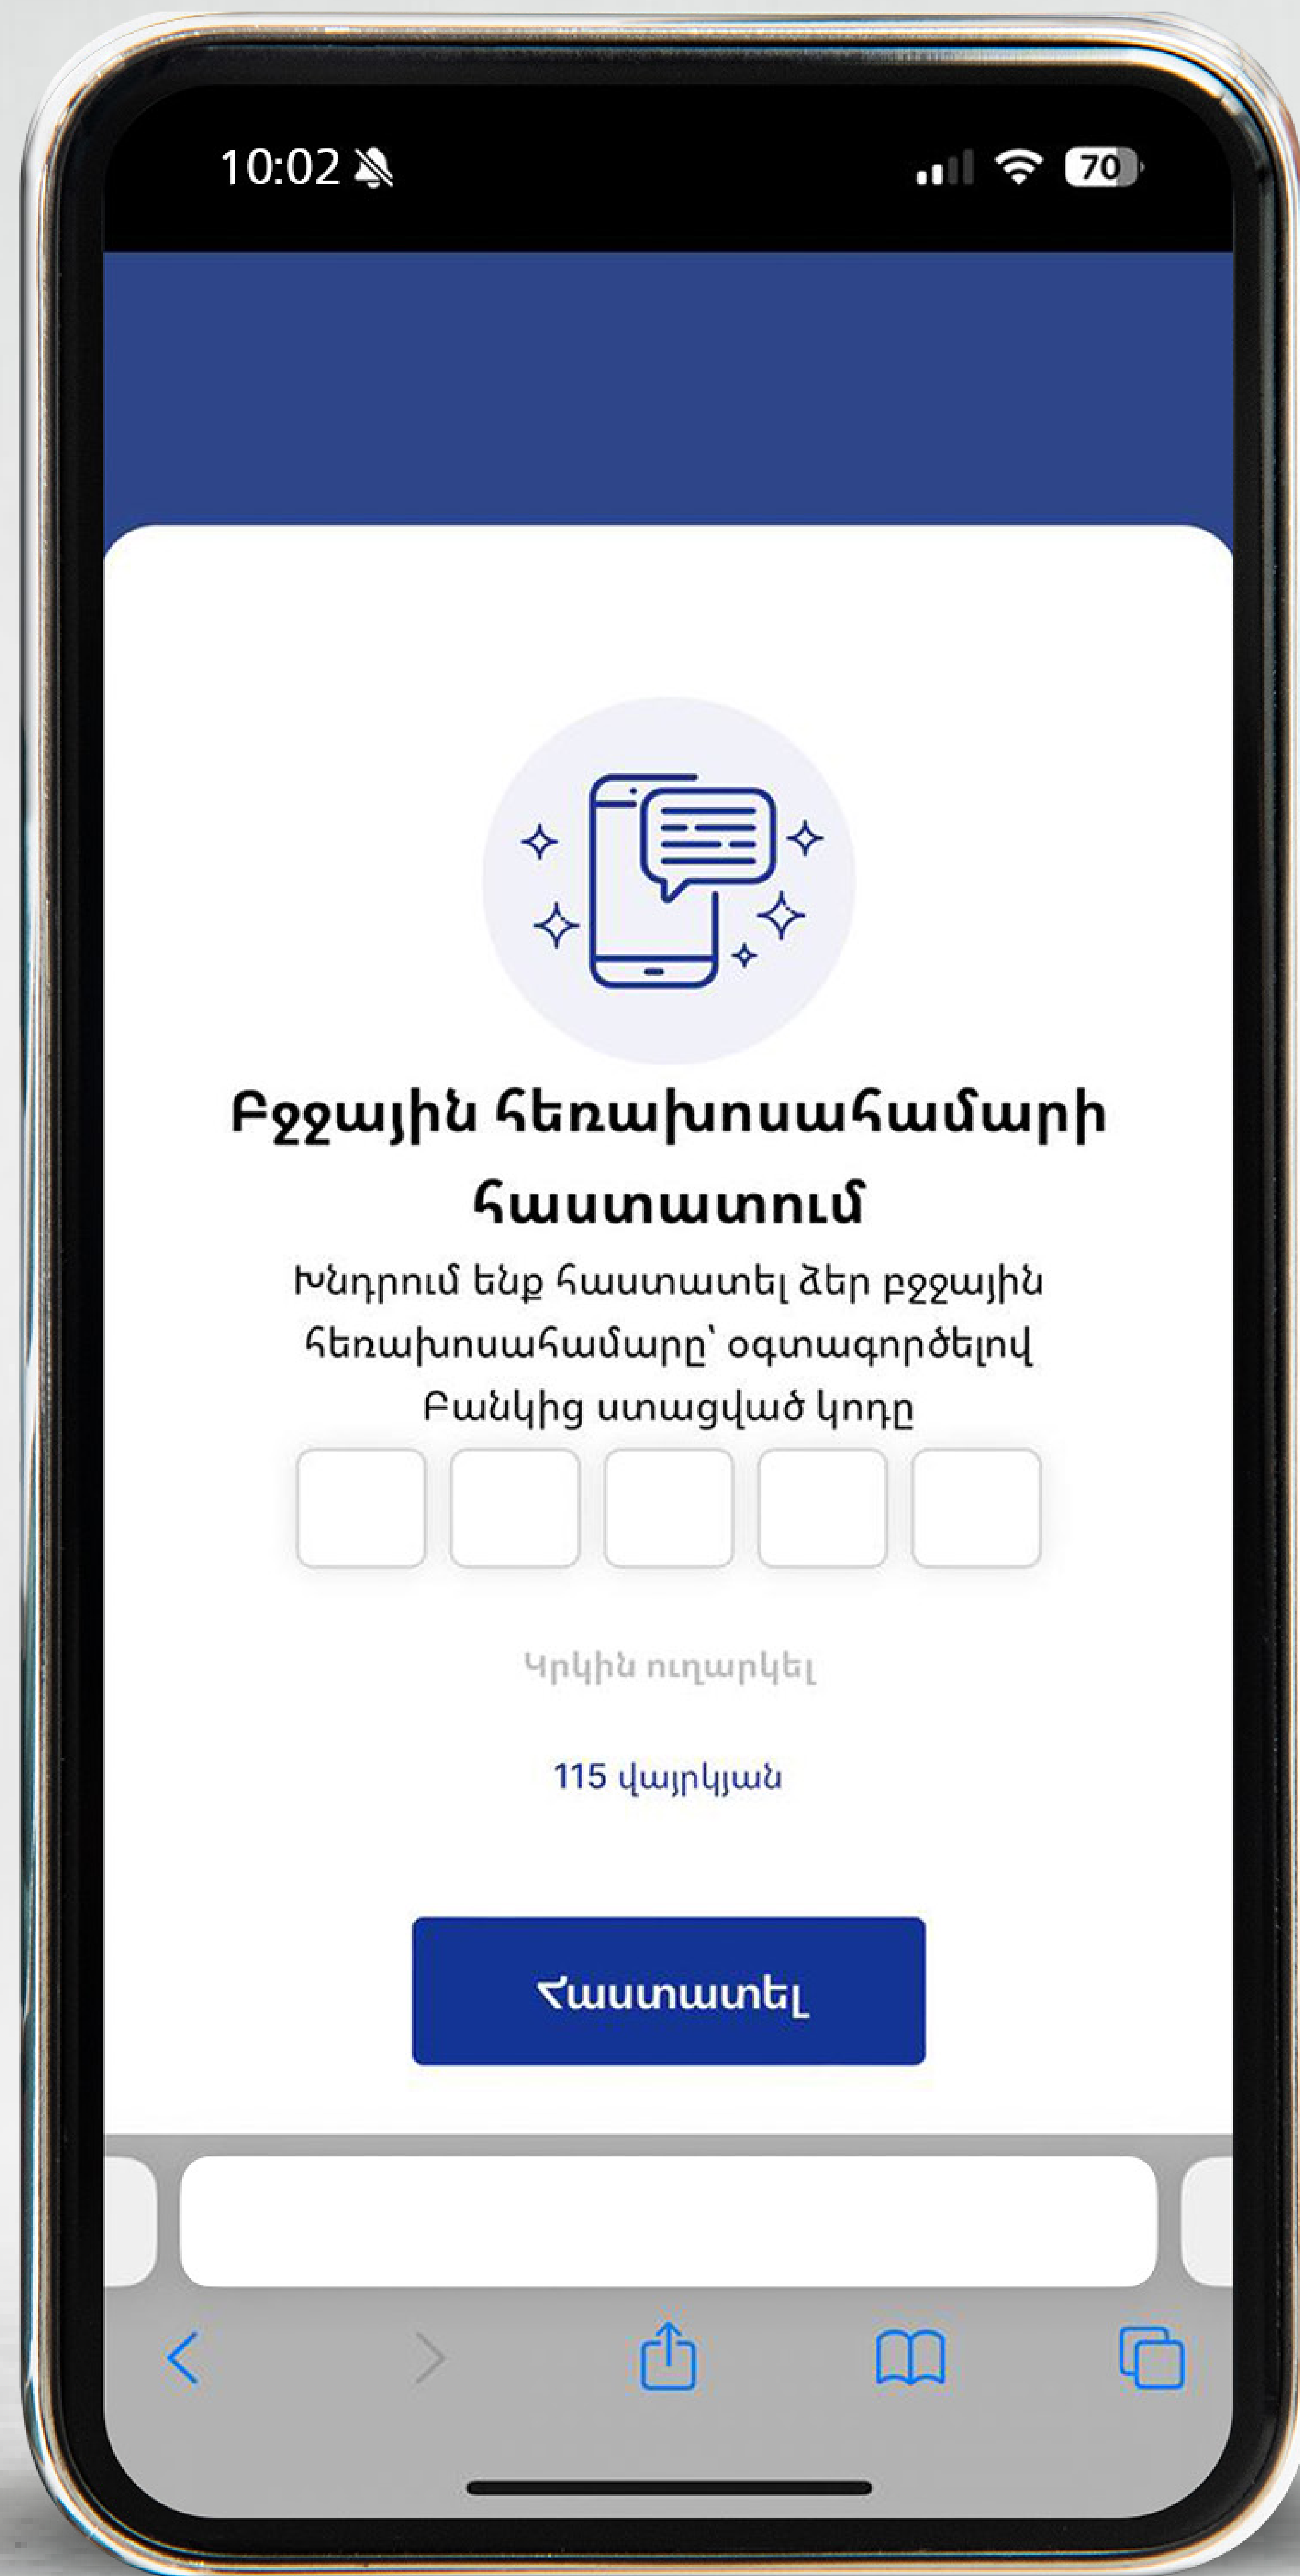 10:02
70
Բջջային հեռախոսահամարի
հաստատում
Խնդրում ենք հաստատել ձեր բջջային
հեռախոսահամարը՝ օգտագործելով
Բանկից ստացված կոդը
Կրկին ուղարկել
115 վայրկյան
Հաստատել